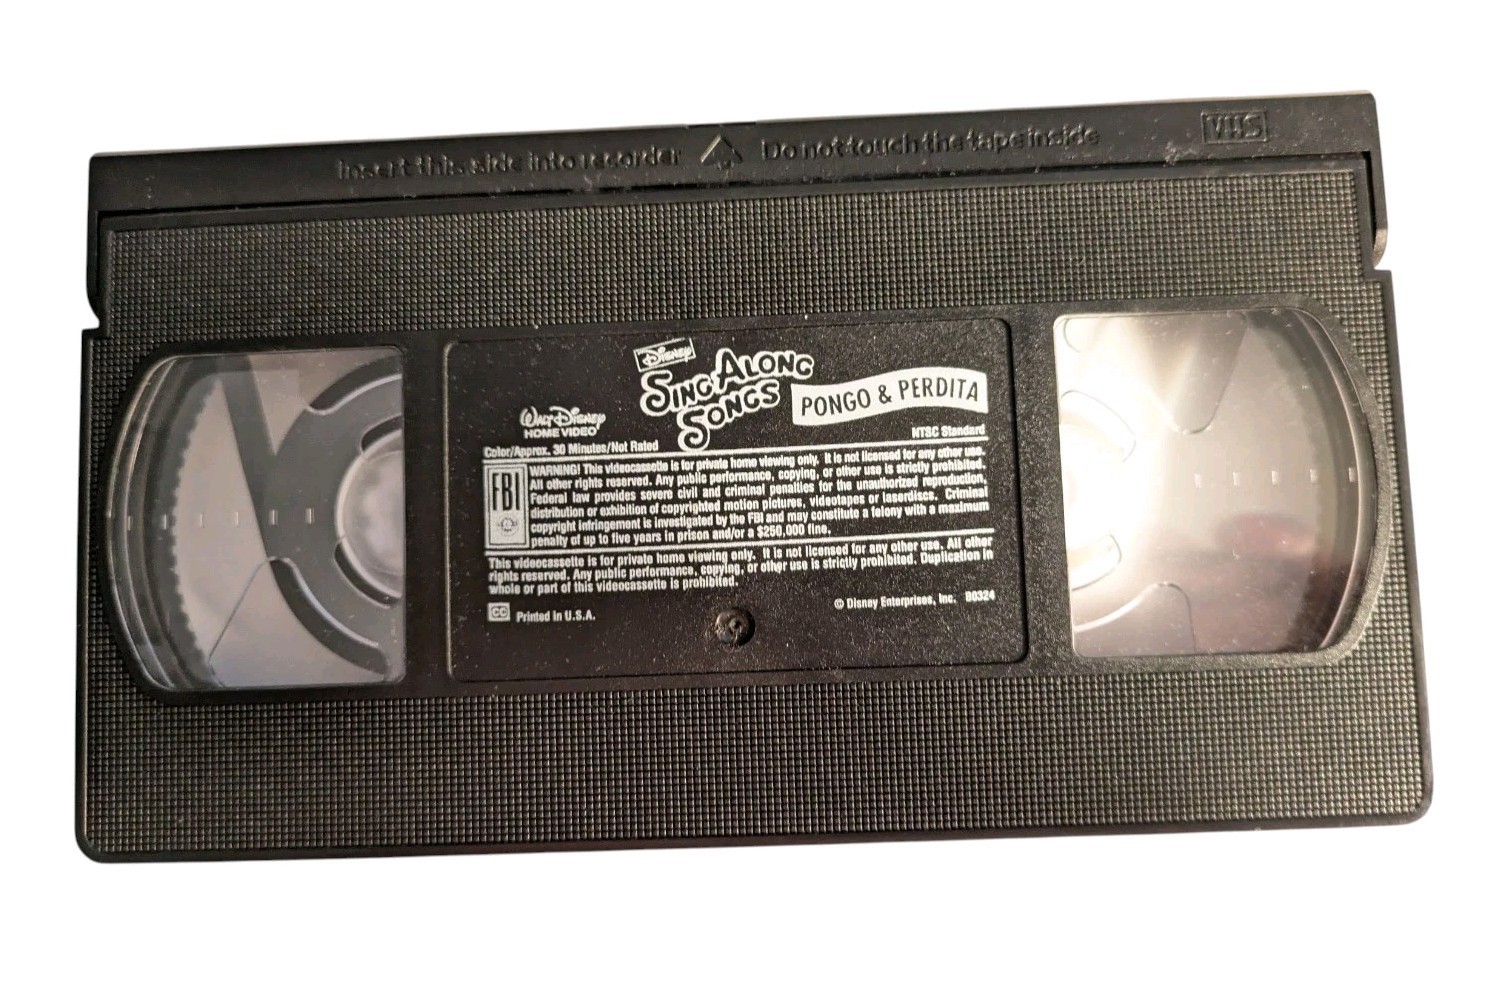 Insert this side into recorder Do not touch the tape inside VHS
Disney
Sing Along
Songs
PONGO & PERDITA
Walt Disney
HOME VIDEO
NTSC Standard
Color/Approx. 30 Minutes/Not Rated
FBI
WARNING! This videocassette is for private home viewing only. It is not licensed for any other use.
All other rights reserved. Any public performance, copying, or other use is strictly prohibited.
Federal law provides severe civil and criminal penalties for the unauthorized reproduction,
distribution or exhibition of copyrighted motion pictures, videotapes or laserdiscs. Criminal
copyright infringement is investigated by the FBI and may constitute a felony with a maximum
penalty of up to five years in prison and/or a $250,000 fine.
This videocassette is for private home viewing only. It is not licensed for any other use. All other
rights reserved. Any public performance, copying, or other use is strictly prohibited. Duplication in
whole or part of this videocassette is prohibited.
CC Printed in U.S.A.
© Disney Enterprises, Inc. B0324